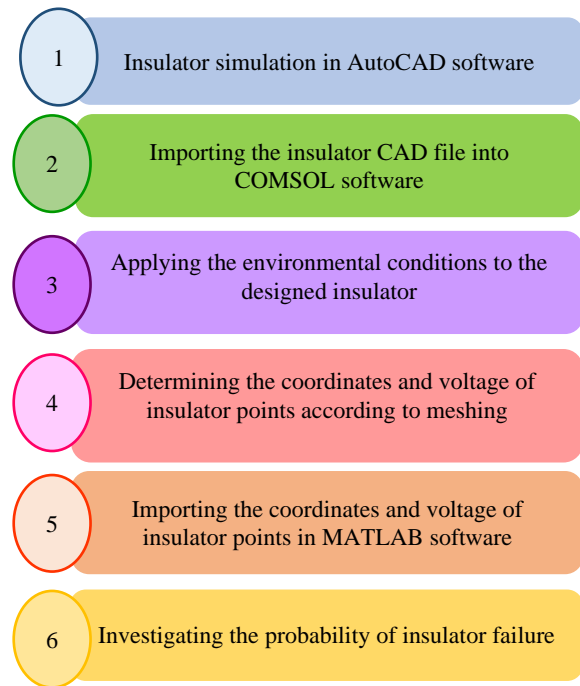 1
Insulator simulation in AutoCAD software
2
Importing the insulator CAD file into
COMSOL software
3
Applying the environmental conditions to the
designed insulator
4
Determining the coordinates and voltage of
insulator points according to meshing
5
Importing the coordinates and voltage of
insulator points in MATLAB software
6
Investigating the probability of insulator failure